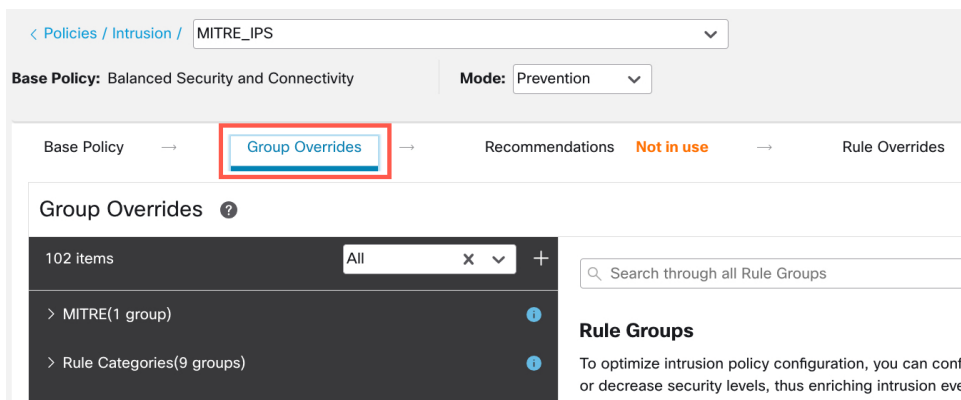 < Policies / Intrusion / MITRE_IPS
Base Policy: Balanced Security and Connectivity Mode: Prevention
Base Policy → Group Overrides → Recommendations Not in use → Rule Overrides
Group Overrides ?
102 items All X +
Search through all Rule Groups
> MITRE(1 group) i
Rule Groups
> Rule Categories(9 groups) i
To optimize intrusion policy configuration, you can
or decrease security levels, thus enriching intrusion